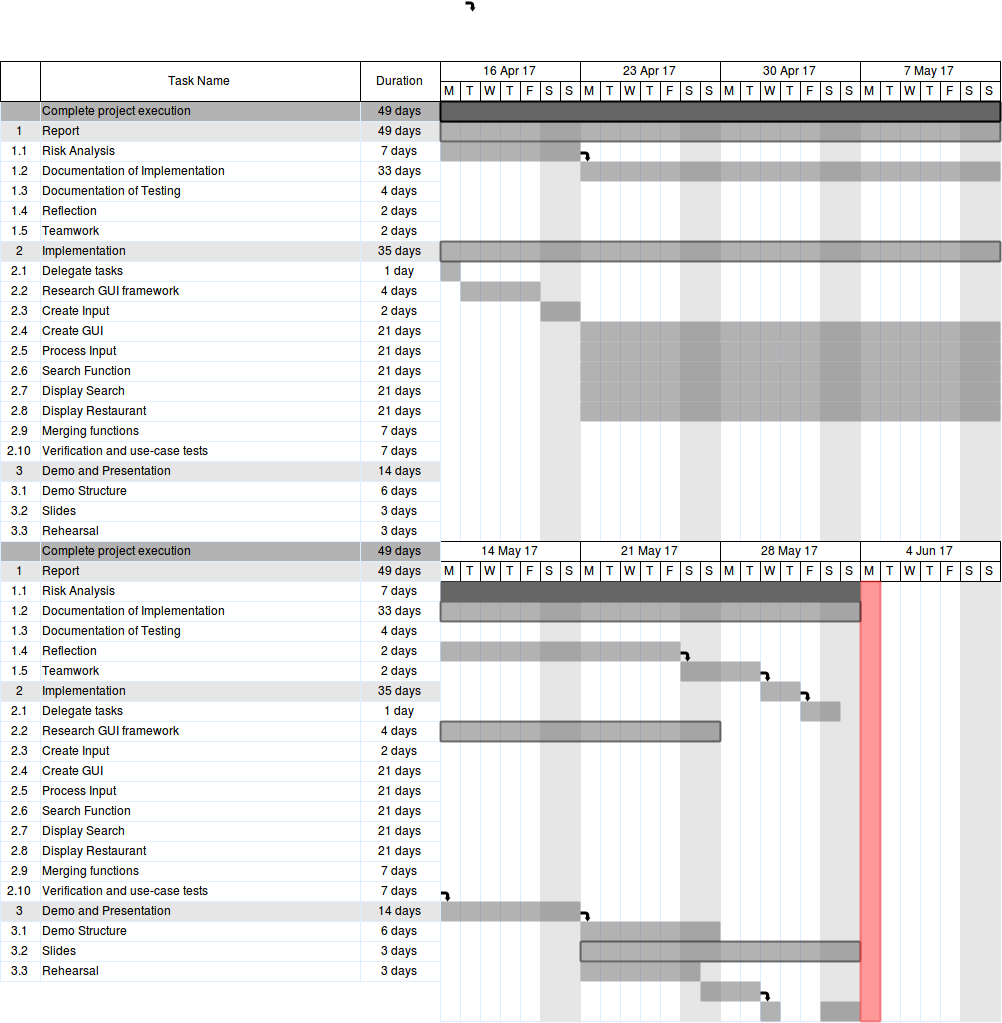 Task Name Duration 16 Apr 17 23 Apr 17 30 Apr 17 7 May 17
M T W T F S S M T W T F S S M T W T F S S M T W T F S S
Complete project execution 49 days
1 Report 49 days
1.1 Risk Analysis 7 days
1.2 Documentation of Implementation 33 days
1.3 Documentation of Testing 4 days
1.4 Reflection 2 days
1.5 Teamwork 2 days
2 Implementation 35 days
2.1 Delegate tasks 1 day
2.2 Research GUI framework 4 days
2.3 Create Input 2 days
2.4 Create GUI 21 days
2.5 Process Input 21 days
2.6 Search Function 21 days
2.7 Display Search 21 days
2.8 Display Restaurant 21 days
2.9 Merging functions 7 days
2.10 Verification and use-case tests 7 days
3 Demo and Presentation 14 days
3.1 Demo Structure 6 days
3.2 Slides 3 days
3.3 Rehearsal 3 days
Complete project execution 49 days 14 May 17 21 May 17 28 May 17 4 Jun 17
1 Report 49 days M T W T F S S M T W T F S S M T W T F S S M T W T F S S
1.1 Risk Analysis 7 days
1.2 Documentation of Implementation 33 days
1.3 Documentation of Testing 4 days
1.4 Reflection 2 days
1.5 Teamwork 2 days
2 Implementation 35 days
2.1 Delegate tasks 1 day
2.2 Research GUI framework 4 days
2.3 Create Input 2 days
2.4 Create GUI 21 days
2.5 Process Input 21 days
2.6 Search Function 21 days
2.7 Display Search 21 days
2.8 Display Restaurant 21 days
2.9 Merging functions 7 days
2.10 Verification and use-case tests 7 days
3 Demo and Presentation 14 days
3.1 Demo Structure 6 days
3.2 Slides 3 days
3.3 Rehearsal 3 days